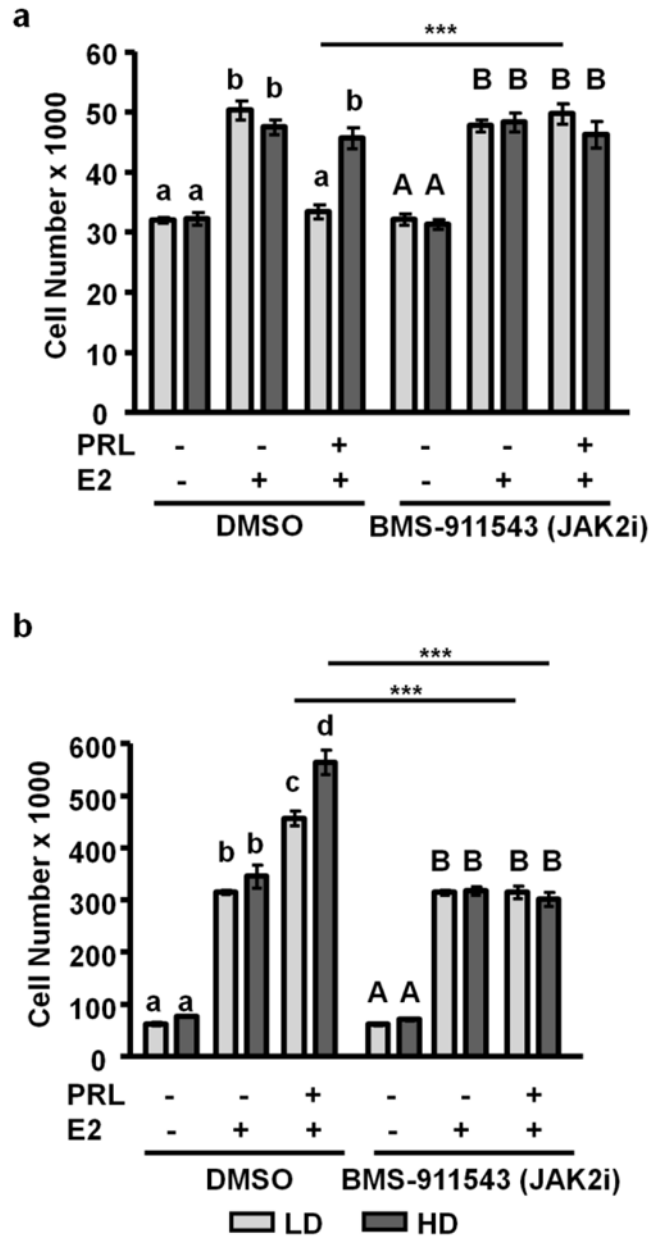 a
***
60
b b b B B B B
50
40
a a a A A
30
20
10
0
Cell Number x 1000
PRL - - + - - +
E2 - + + - + +
DMSO BMS-911543 (JAK2i)
b
***
***
600
d
500
c
400
b b B B B B
300
200
100
a a A A
0
Cell Number x 1000
PRL - - + - - +
E2 - + + - + +
DMSO BMS-911543 (JAK2i)
LD HD